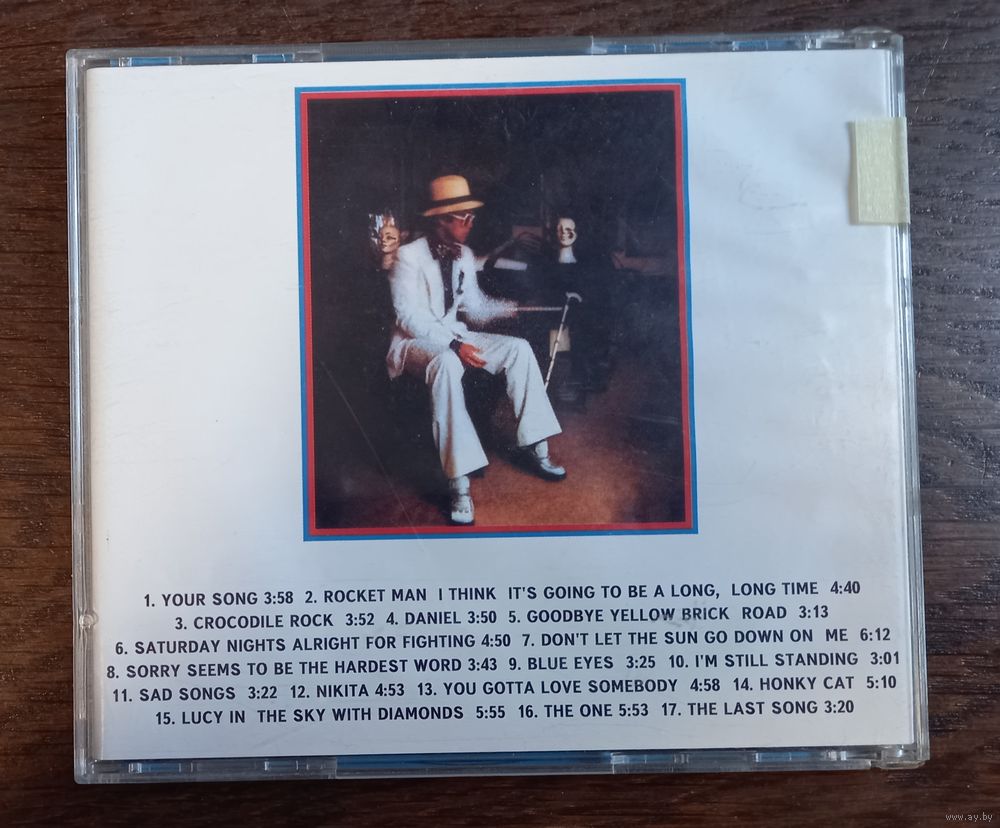 1. YOUR SONG 3:58 2. ROCKET MAN I THINK IT'S GOING TO BE A LONG, LONG TIME 4:40
3. CROCODILE ROCK 3:52 4. DANIEL 3:50 5. GOODBYE YELLOW BRICK ROAD 3:13
6. SATURDAY NIGHTS ALRIGHT FOR FIGHTING 4:50 7. DON'T LET THE SUN GO DOWN ON ME 6:12
8. SORRY SEEMS TO BE THE HARDEST WORD 3:43 9. BLUE EYES 3:25 10. I'M STILL STANDING 3:01
11. SAD SONGS 3:22 12. NIKITA 4:53 13. YOU GOTTA LOVE SOMEBODY 4:58 14. HONKY CAT 5:10
15. LUCY IN THE SKY WITH DIAMONDS 5:55 16. THE ONE 5:53 17. THE LAST SONG 3:20
www.ay.by